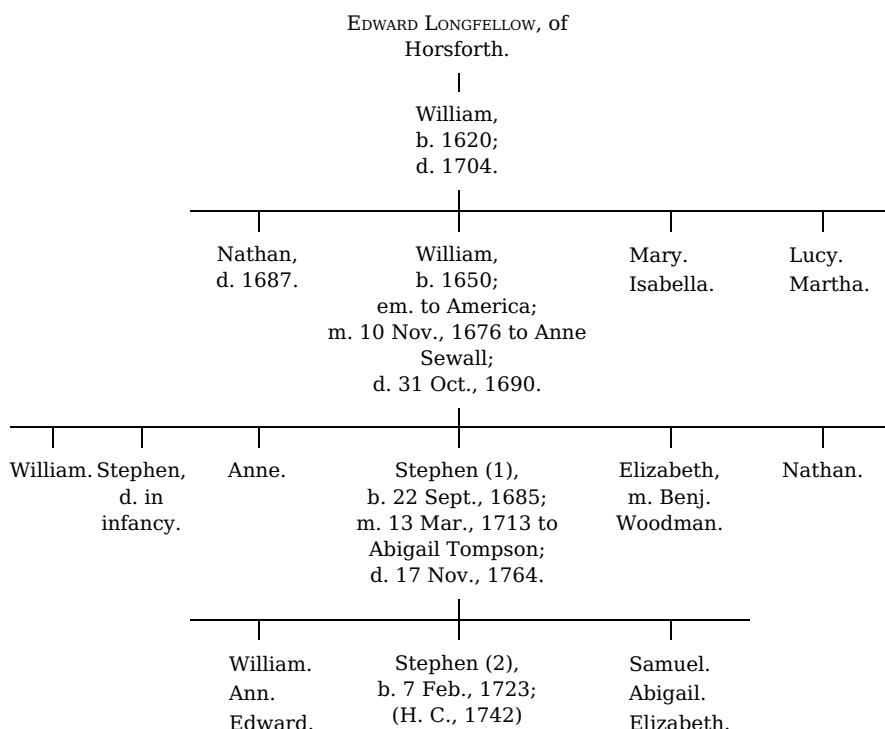 EDWARD LONGFELLOW, of
Horsforth.
William,
b. 1620;
d. 1704.
Nathan,
d. 1687.
William,
b. 1650;
em. to America;
m. 10 Nov., 1676 to Anne
Sewall;
d. 31 Oct., 1690.
Mary.
Isabella.
Lucy.
Martha.
William.
Stephen,
d. in
infancy.
Anne.
Stephen (1),
b. 22 Sept., 1685;
m. 13 Mar., 1713 to
Abigail Tompson;
d. 17 Nov., 1764.
Elizabeth,
m. Benj.
Woodman.
Nathan.
William.
Ann.
Edward.
Stephen (2),
b. 7 Feb., 1723;
(H. C., 1742)
Samuel.
Abigail.
Elizabeth.